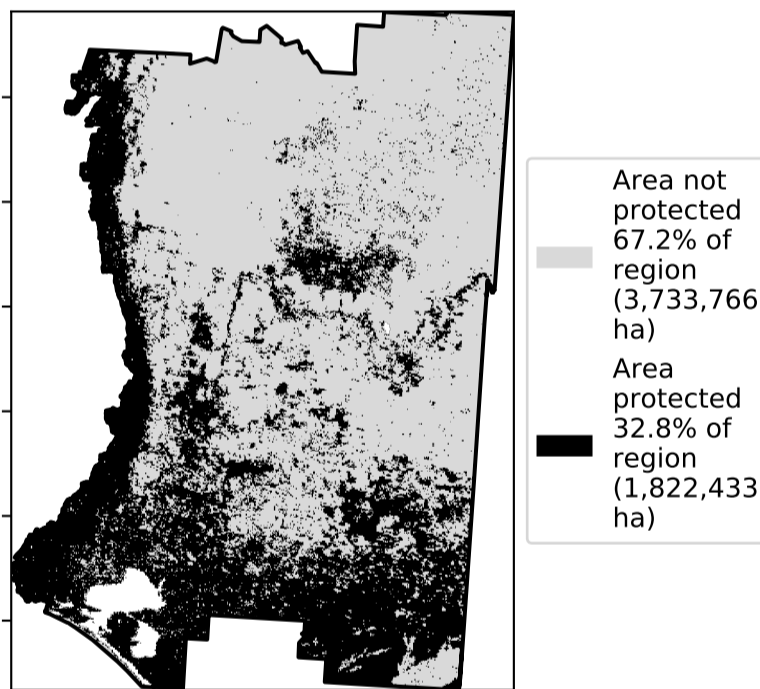 Area not
protected
67.2% of
region
(3,733,766
ha)
Area
protected
32.8% of
region
(1,822,433
ha)